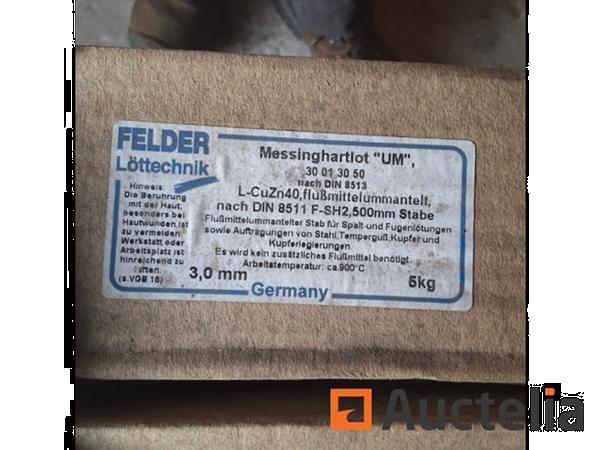 FELDER
Löttechnik
Messinghartlot "UM",
30 01 30 50
nach DIN 8513
L-CuZn40,flußmittelummantelt,
nach DIN 8511 F-SH2,500mm Stäbe
Flußmittelummantelter Stab für Spalt-und Fugenlötungen
sowie Auftragungen von Stahl,Temperguß,Kupfer und
Kupferlegierungen.
Es wird kein zusätzliches Flußmittel benötigt.
Arbeitstemperatur: ca.900°C
Hinweis:
Die Berührung
mit der Haut,
besonders bei
Hautwunden,ist
zu vermeiden.
Werkstatt oder
Arbeitsplatz ist
hinreichend zu
lüften.
(s.VGB 15)
3,0 mm
5kg
Germany
Auctelia